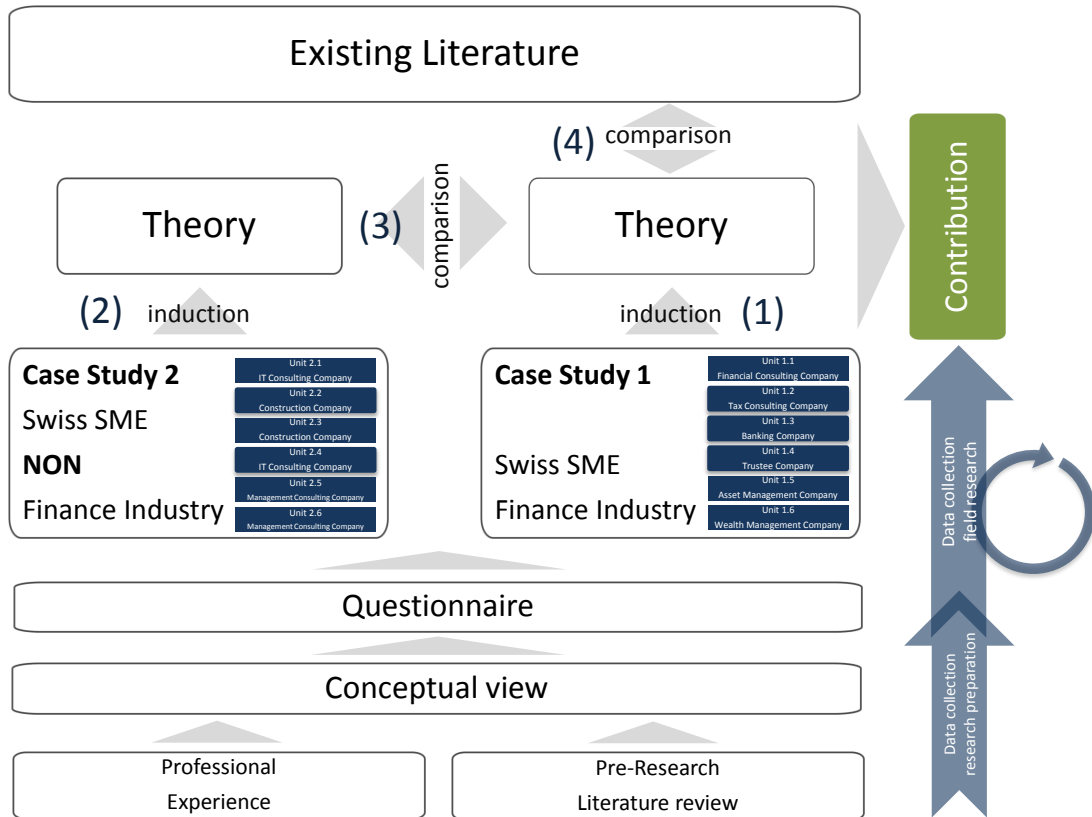 Existing Literature
(4)
comparison
Theory
(3)
comparison
Theory
Contribution
(2)
induction
induction
(1)
Case Study 2
Swiss SME
NON
Finance Industry
Unit 2.1
IT Consulting Company
Unit 2.2
Construction Company
Unit 2.3
Construction Company
Unit 2.4
IT Consulting Company
Unit 2.5
Management Consulting Company
Unit 2.6
Management Consulting Company
Case Study 1
Swiss SME
Finance Industry
Unit 1.1
Financial Consulting Company
Unit 1.2
Tax Consulting Company
Unit 1.3
Banking Company
Unit 1.4
Trustee Company
Unit 1.5
Asset Management Company
Unit 1.6
Wealth Management Company
Data collection
field research
Questionnaire
Conceptual view
Data collection
research preparation
Professional
Experience
Pre-Research
Literature review